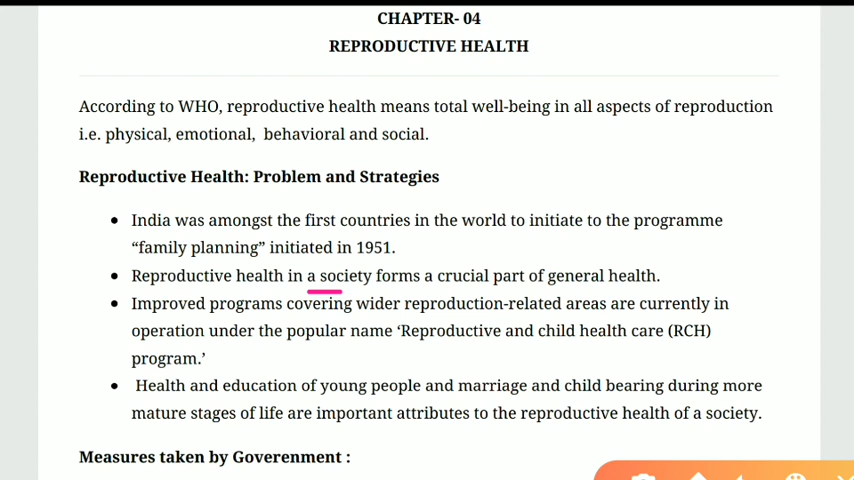 CHAPTER- 04
REPRODUCTIVE HEALTH
According to WHO, reproductive health means total well-being in all aspects of reproduction
i.e. physical, emotional, behavioral and social.
Reproductive Health: Problem and Strategies
● India was amongst the first countries in the world to initiate to the programme
“family planning” initiated in 1951.
● Reproductive health in a society forms a crucial part of general health.
● Improved programs covering wider reproduction-related areas are currently in
operation under the popular name ‘Reproductive and child health care (RCH)
program.’
● Health and education of young people and marriage and child bearing during more
mature stages of life are important attributes to the reproductive health of a society.
Measures taken by Goverenment :